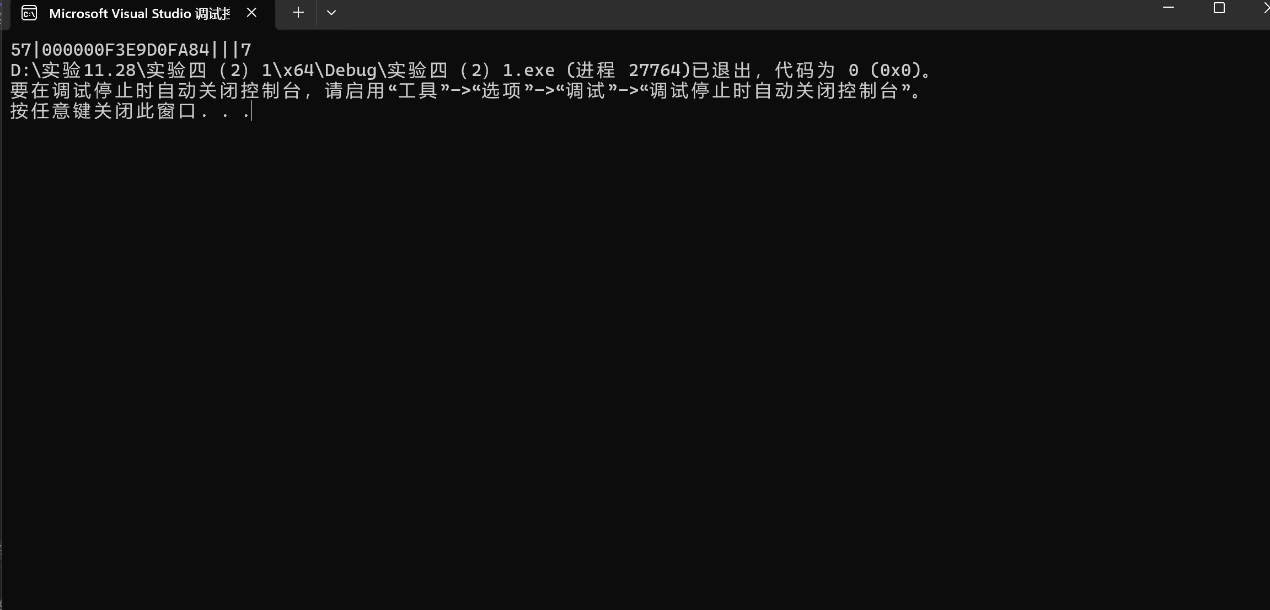 Microsoft Visual Studio 调试控
57|000000F3E9D0FA84|||7
D:\实验11.28\实验四（2）1\x64\Debug\实验四（2）1.exe (进程 27764)已退出，代码为 0 (0x0)。
要在调试停止时自动关闭控制台，请启用“工具”->“选项”->“调试”->“调试停止时自动关闭控制台”。
按任意键关闭此窗口. . .